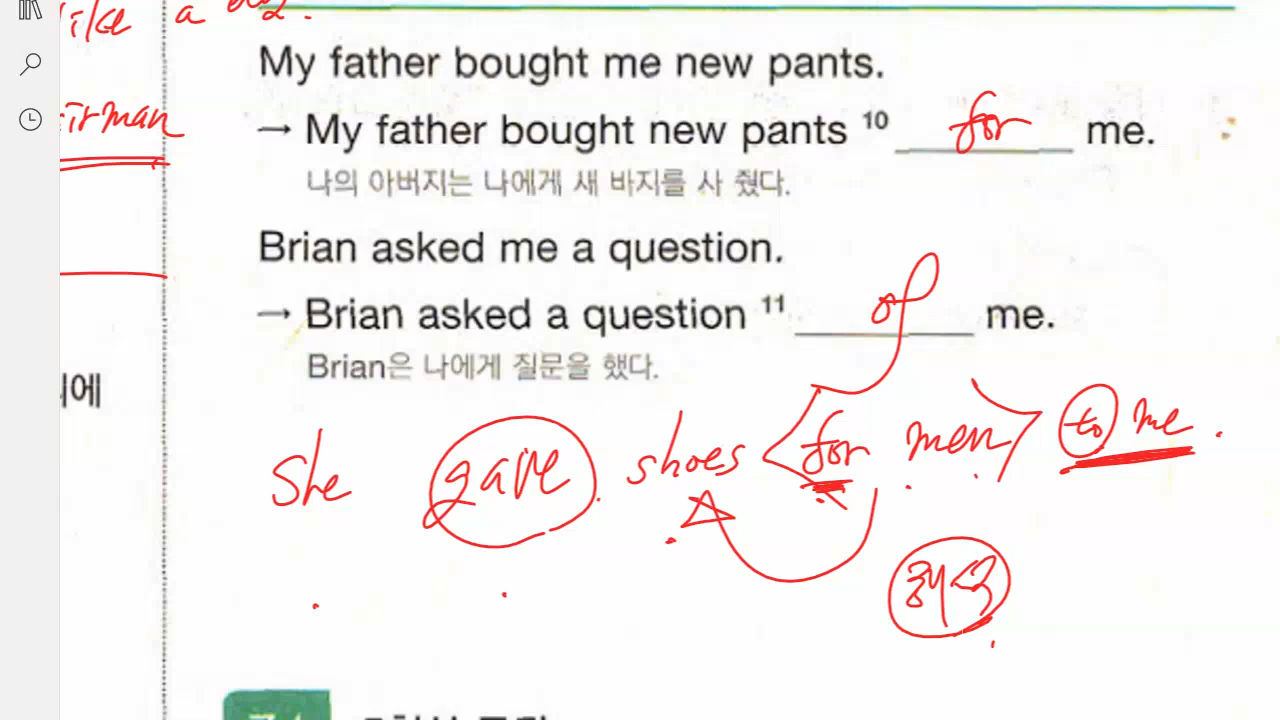 like a dog.
My father bought me new pants.
→ My father bought new pants 10 for me.
나의 아버지는 나에게 새 바지를 사 줬다.
Brian asked me a question.
→ Brian asked a question 11 of me.
Brian은 나에게 질문을 했다.
에
She gave shoes for men to me.
해석